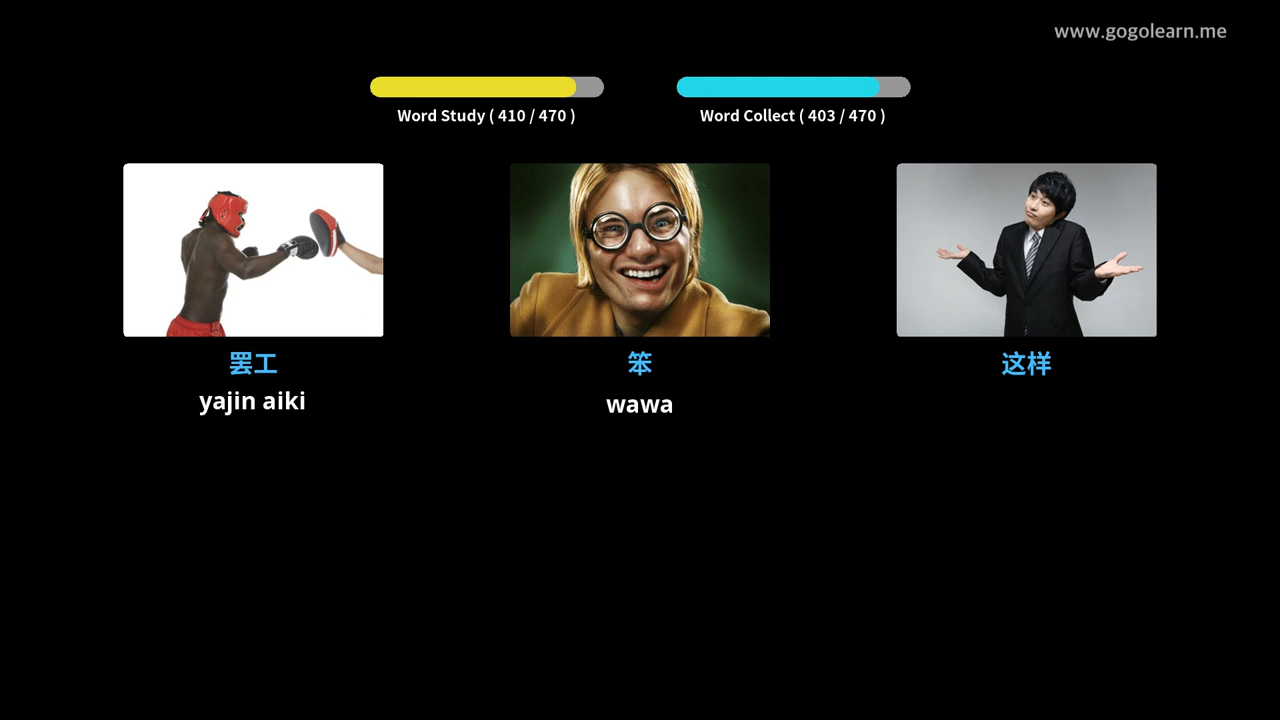 www.gogolearn.me
Word Study ( 410 / 470 )
Word Collect ( 403 / 470 )
罢工
笨
这样
yajin aiki
wawa